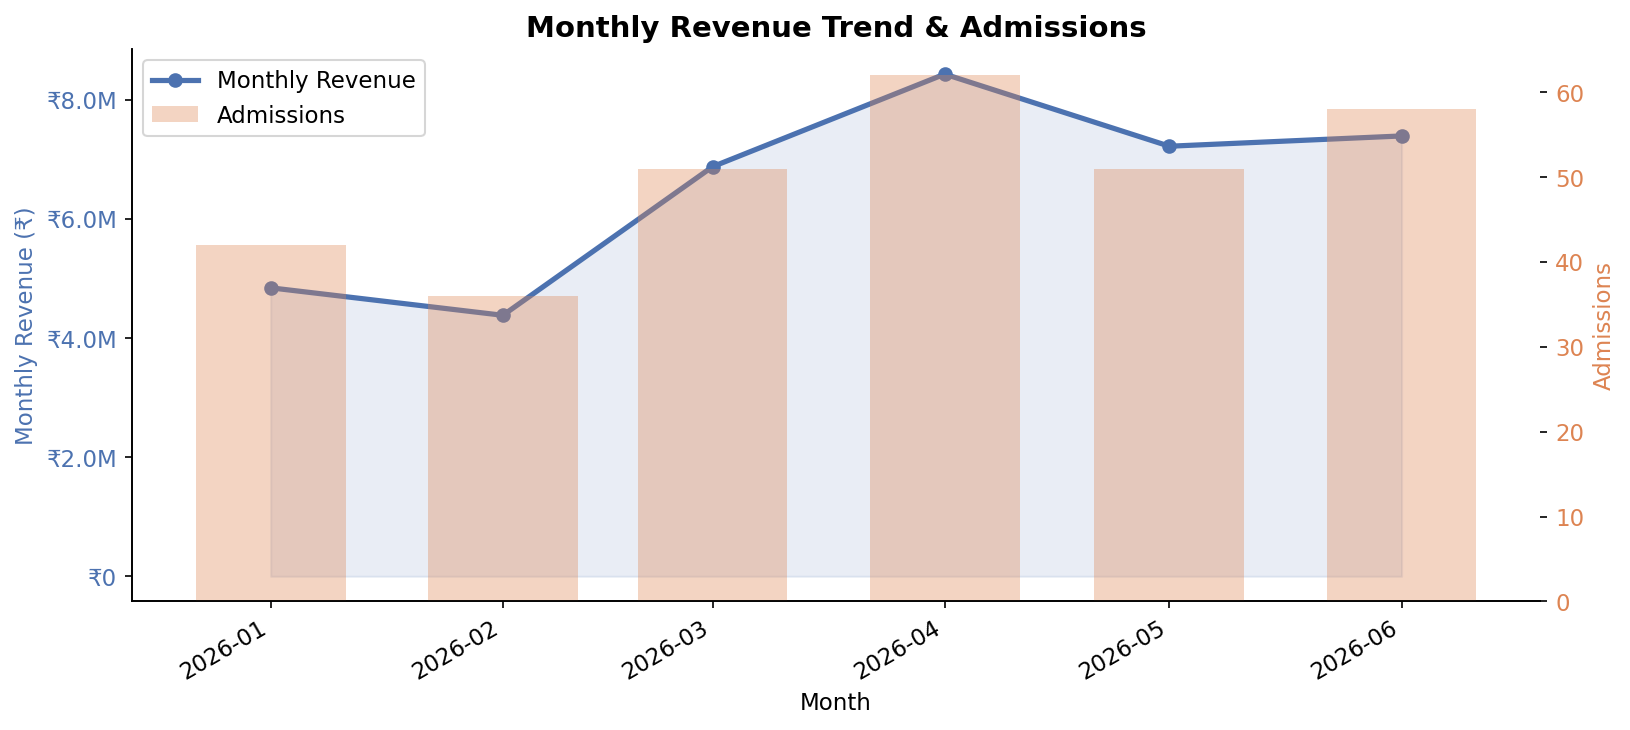 Monthly Revenue Trend & Admissions
Monthly Revenue
Admissions
₹8.0M
₹6.0M
₹4.0M
₹2.0M
₹0
Monthly Revenue (₹)
60
50
40
30
20
10
0
Admissions
2026-01
2026-02
2026-03
2026-04
2026-05
2026-06
Month